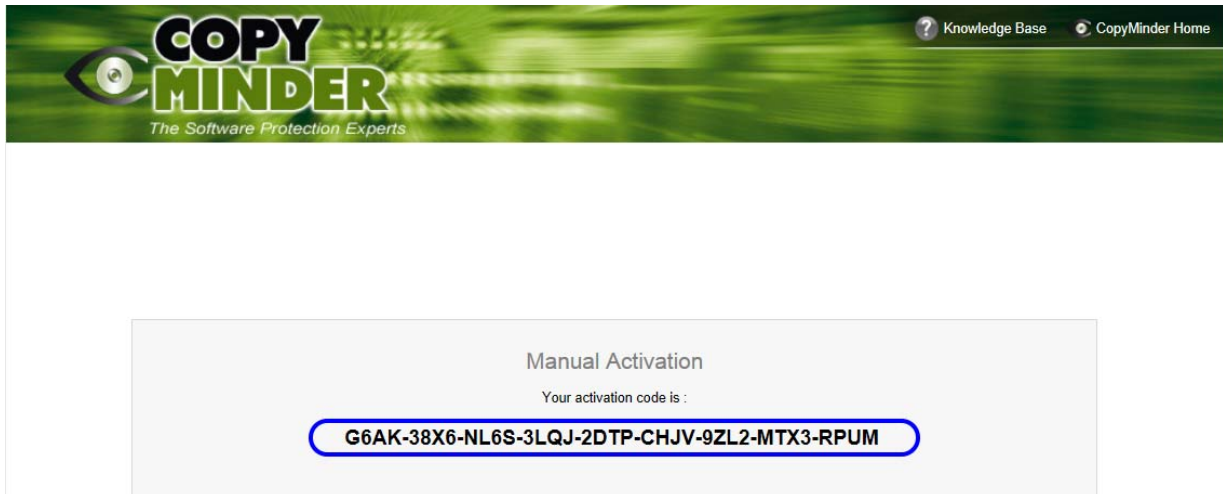 COPY
MINDER
The Software Protection Experts
? Knowledge Base CopyMinder Home
Manual Activation
Your activation code is :
G6AK-38X6-NL6S-3LQJ-2DTP-CHJV-9ZL2-MTX3-RPUM